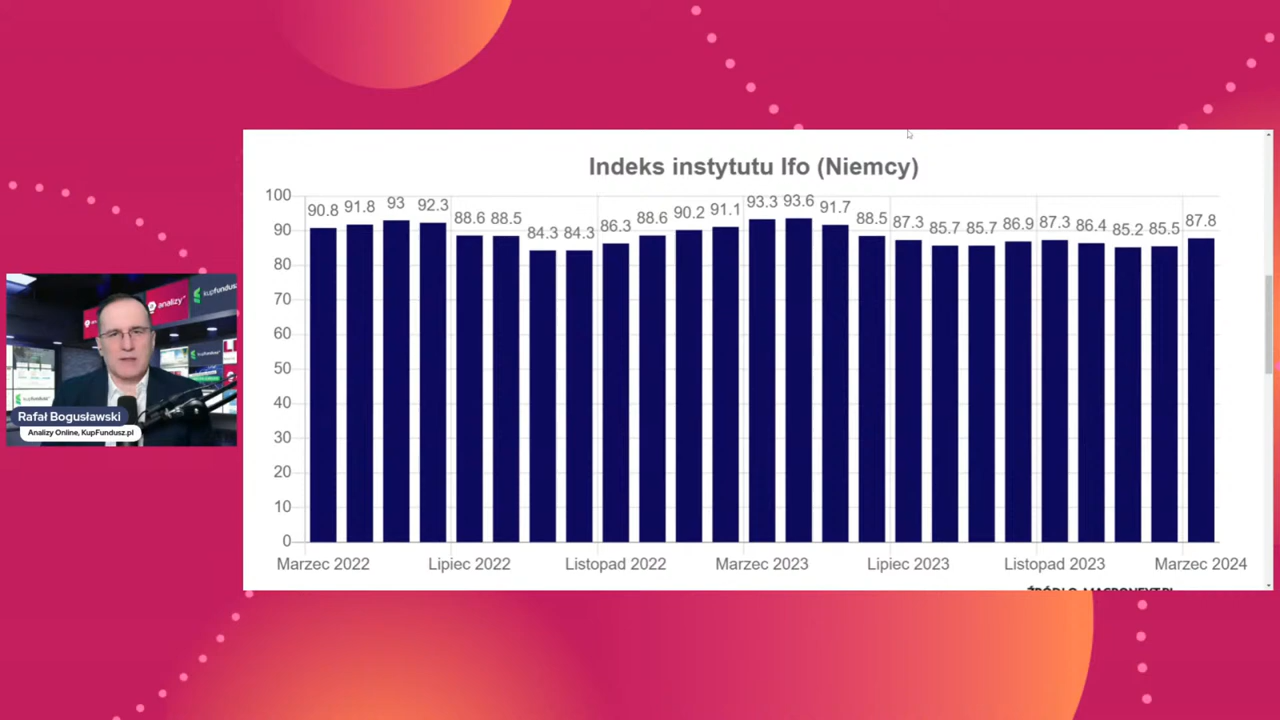 Indeks instytutu Ifo (Niemcy)
100
90
80
70
60
50
40
30
20
10
0
90.8 91.8 93 92.3 88.6 88.5 84.3 84.3 86.3 88.6 90.2 91.1 93.3 93.6 91.7 88.5 87.3 85.7 85.7 86.9 87.3 86.4 85.2 85.5 87.8
Marzec 2022 Lipiec 2022 Listopad 2022 Marzec 2023 Lipiec 2023 Listopad 2023 Marzec 2024
analizy
kupfundusz
kupfundusz
Rafał Bogusławski
Analizy Online, KupFundusz.pl